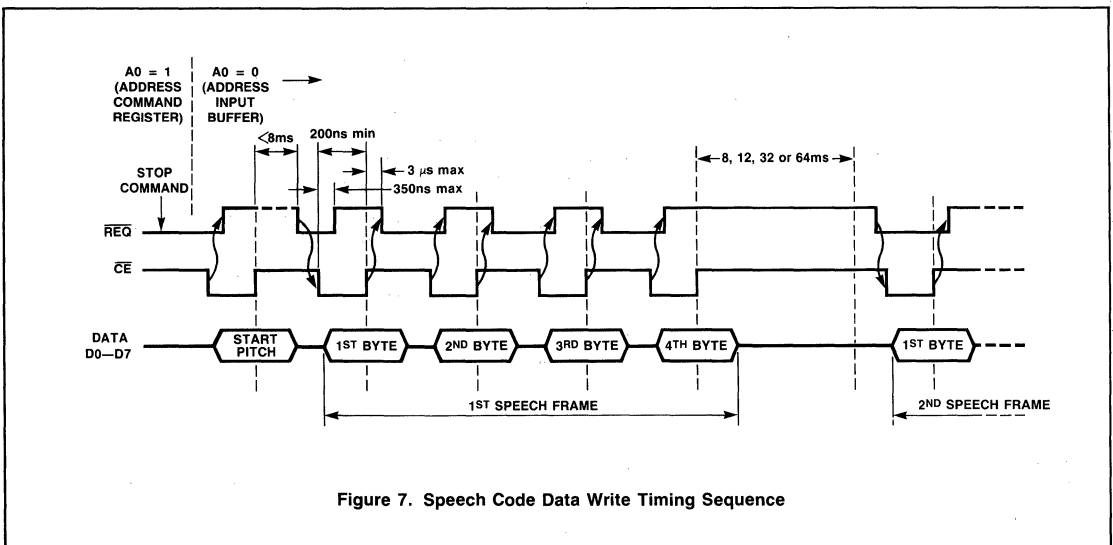 A0 = 1
(ADDRESS
COMMAND
REGISTER)
A0 = 0
(ADDRESS
INPUT
BUFFER)
<8ms
200ns min
3 μs max
350ns max
8, 12, 32 or 64ms
STOP
COMMAND
REQ
CE
DATA
D0—D7
START
PITCH
1ST BYTE
2ND BYTE
3RD BYTE
4TH BYTE
1ST BYTE
1ST SPEECH FRAME
2ND SPEECH FRAME
Figure 7. Speech Code Data Write Timing Sequence